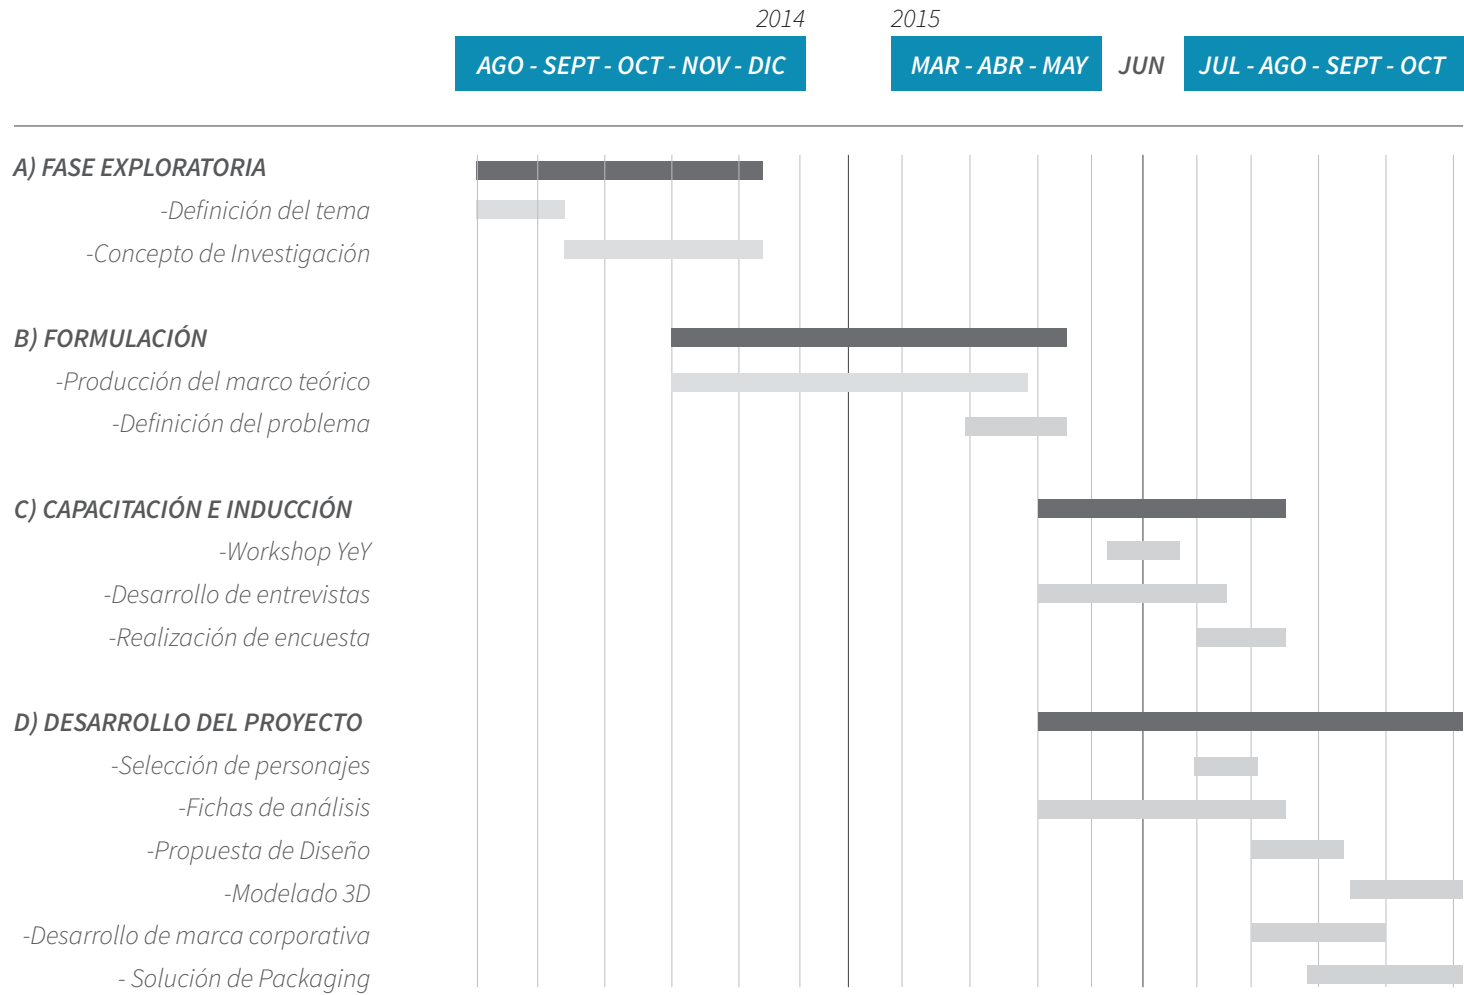 2014 2015
AGO - SEPT - OCT - NOV - DIC MAR - ABR - MAY JUN JUL - AGO - SEPT - OCT
A) FASE EXPLORATORIA
-Definición del tema
-Concepto de Investigación
B) FORMULACIÓN
-Producción del marco teórico
-Definición del problema
C) CAPACITACIÓN E INDUCCIÓN
-Workshop YeY
-Desarrollo de entrevistas
-Realización de encuesta
D) DESARROLLO DEL PROYECTO
-Selección de personajes
-Fichas de análisis
-Propuesta de Diseño
-Modelado 3D
-Desarrollo de marca corporativa
- Solución de Packaging